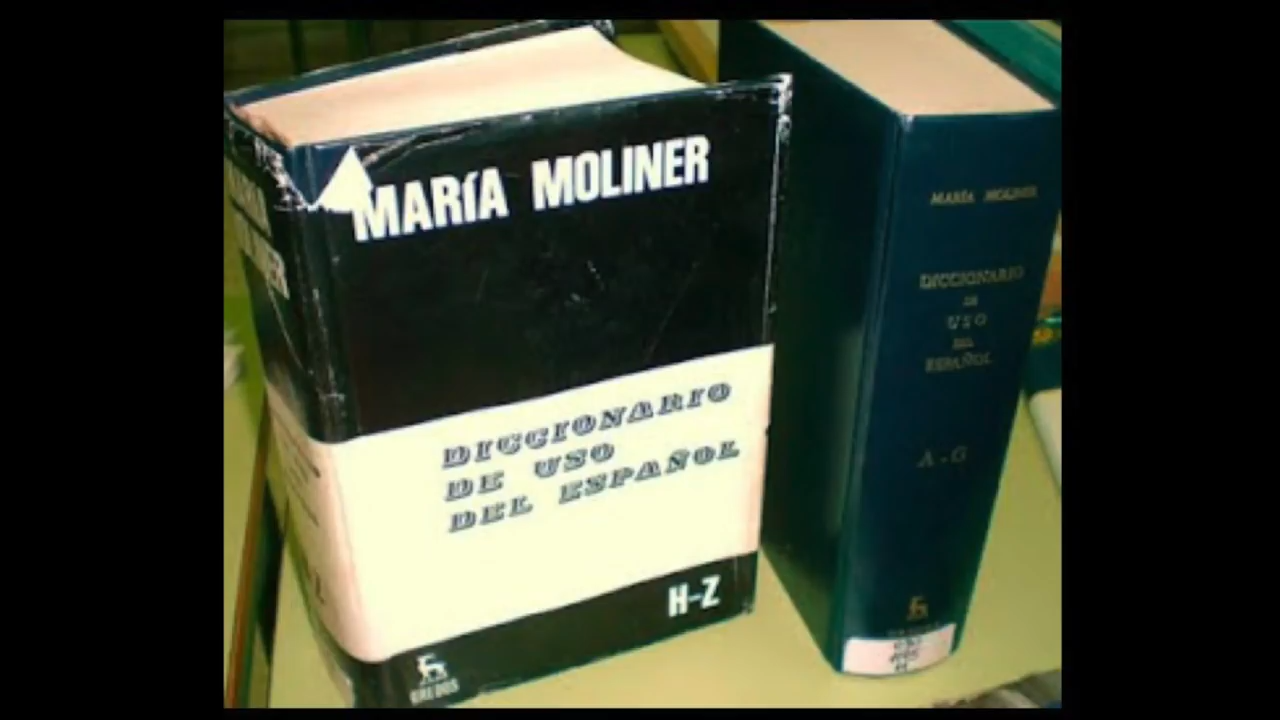 MARÍA MOLINER
DICCIONARIO
DE USO
DEL ESPAÑOL
H-Z
GREDOS
MARÍA MOLINER
DICCIONARIO
DE
USO
DEL
ESPAÑOL
A-G